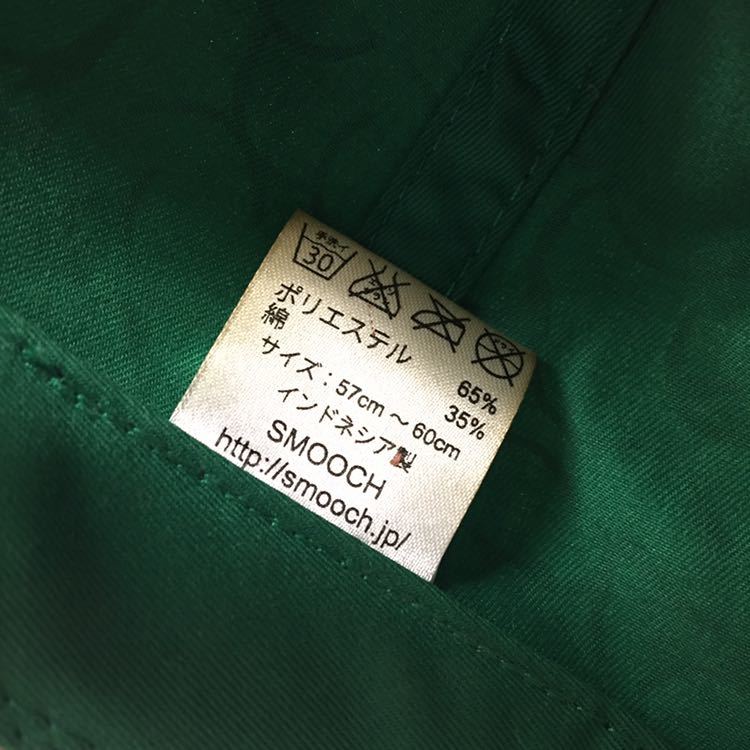 手洗イ
30
ポリエステル 65%
綿 35%
サイズ：57cm～60cm
インドネシア製
SMOOCH
http://smooch.jp/